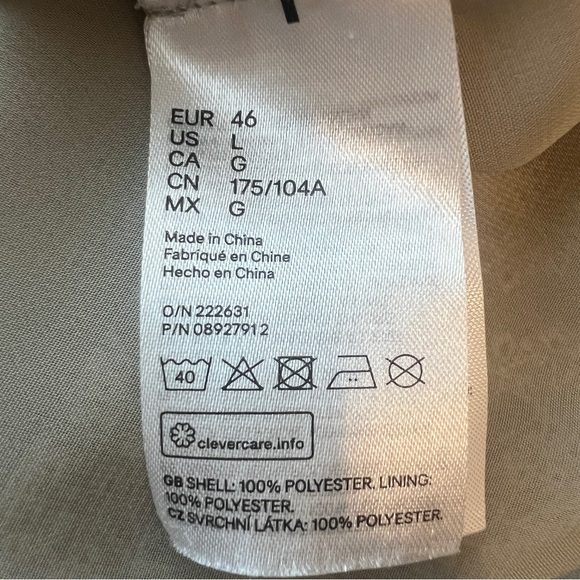 EUR 46
US L
CA G
CN 175/104A
MX G
Made in China
Fabriqué en Chine
Hecho en China
O/N 222631
P/N 08927912
40
clevercare.info
GB SHELL: 100% POLYESTER. LINING:
100% POLYESTER.
CZ SVRCHNÍ LÁTKA: 100% POLYESTER.